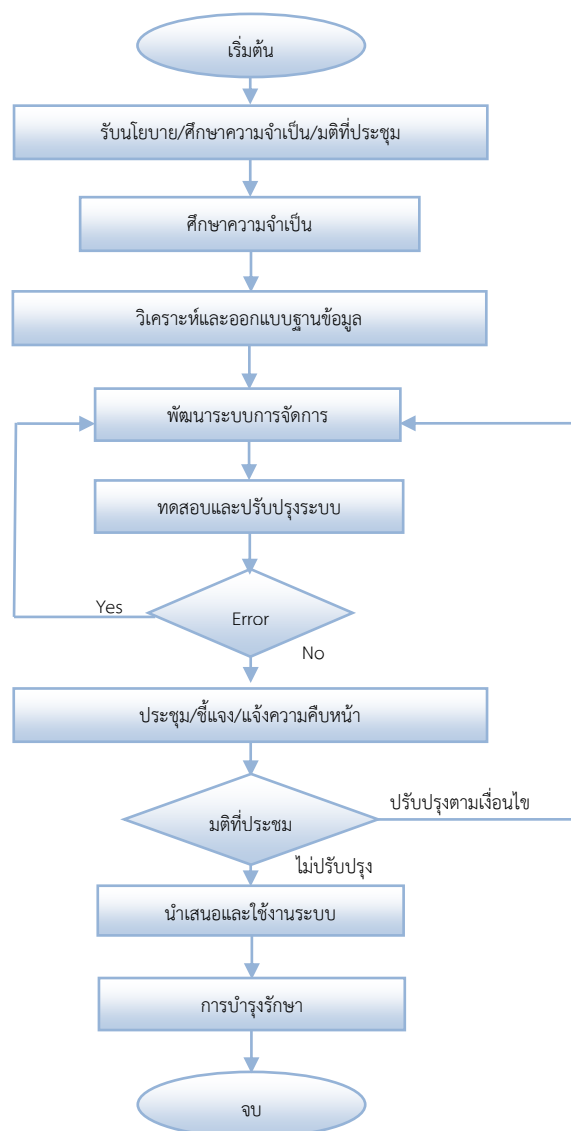 เริ่มต้น
รับนโยบาย/ศึกษาความจำเป็น/มติที่ประชุม
ศึกษาความจำเป็น
วิเคราะห์และออกแบบฐานข้อมูล
พัฒนาระบบการจัดการ
ทดสอบและปรับปรุงระบบ
Yes
Error
No
ประชุม/ชี้แจง/แจ้งความคืบหน้า
ปรับปรุงตามเงื่อนไข
มติที่ประชม
ไม่ปรับปรุง
นำเสนอและใช้งานระบบ
การบำรุงรักษา
จบ